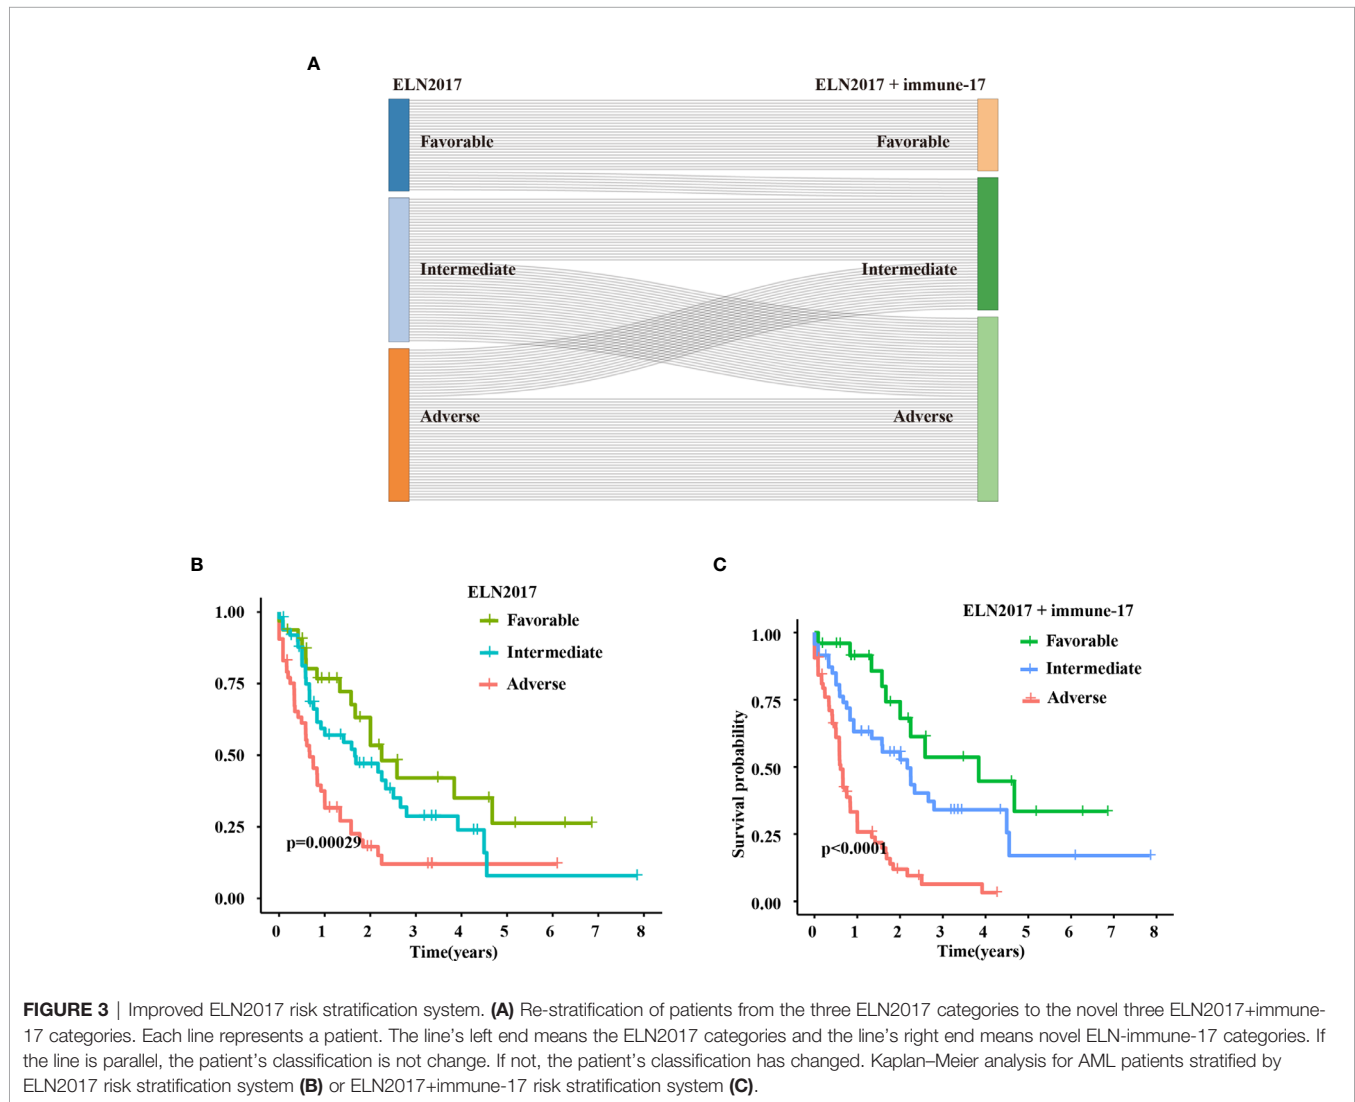 A
ELN2017
ELN2017 + immune-17
Favorable
Favorable
Intermediate
Intermediate
Adverse
Adverse
B
ELN2017
Favorable
Intermediate
Adverse
1.00
0.75
0.50
0.25
0.00
p=0.00029
0 1 2 3 4 5 6 7 8
Time(years)
C
ELN2017 + immune-17
Favorable
Intermediate
Adverse
Survival probability
1.00
0.75
0.50
0.25
0.00
p<0.0001
0 1 2 3 4 5 6 7 8
Time(years)
FIGURE 3 | Improved ELN2017 risk stratification system. (A) Re-stratification of patients from the three ELN2017 categories to the novel three ELN2017+immune-
17 categories. Each line represents a patient. The line's left end means the ELN2017 categories and the line's right end means novel ELN-immune-17 categories. If
the line is parallel, the patient's classification is not change. If not, the patient's classification has changed. Kaplan–Meier analysis for AML patients stratified by
ELN2017 risk stratification system (B) or ELN2017+immune-17 risk stratification system (C).